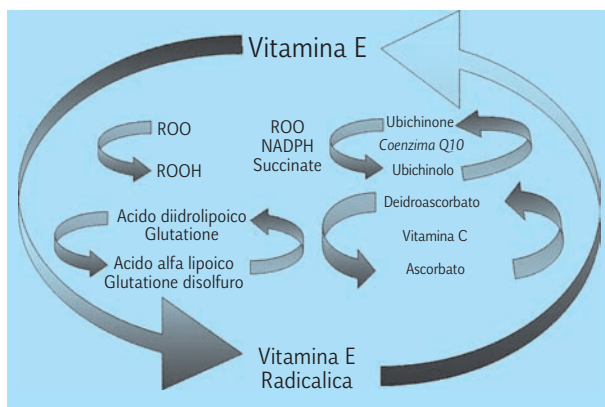 Vitamina E
ROO
ROOH
ROO
NADPH
Succinate
Ubichinone
Coenzima Q10
Ubichinolo
Acido diidrolipoico
Glutatione
Acido alfa lipoico
Glutatione disolfuro
Deidroascorbato
Vitamina C
Ascorbato
Vitamina E
Radicalica